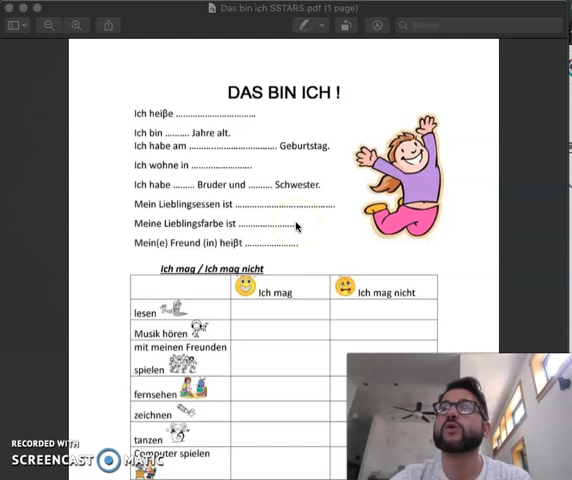 Das bin ich SSTARS.pdf (1 page)
Search
DAS BIN ICH !
Ich heiβe ................................
Ich bin ......... Jahre alt.
Ich habe am ................................... Geburtstag.
Ich wohne in ........................
Ich habe ........ Bruder und ......... Schwester.
Mein Lieblingsessen ist ........................................
Meine Lieblingsfarbe ist .......................
Mein(e) Freund (in) heiβt .....................
Ich mag / Ich mag nicht
Ich mag
Ich mag nicht
lesen
Musik hören
mit meinen Freunden
spielen
fernsehen
zeichnen
tanzen
Computer spielen
RECORDED WITH
SCREENCAST MATIC